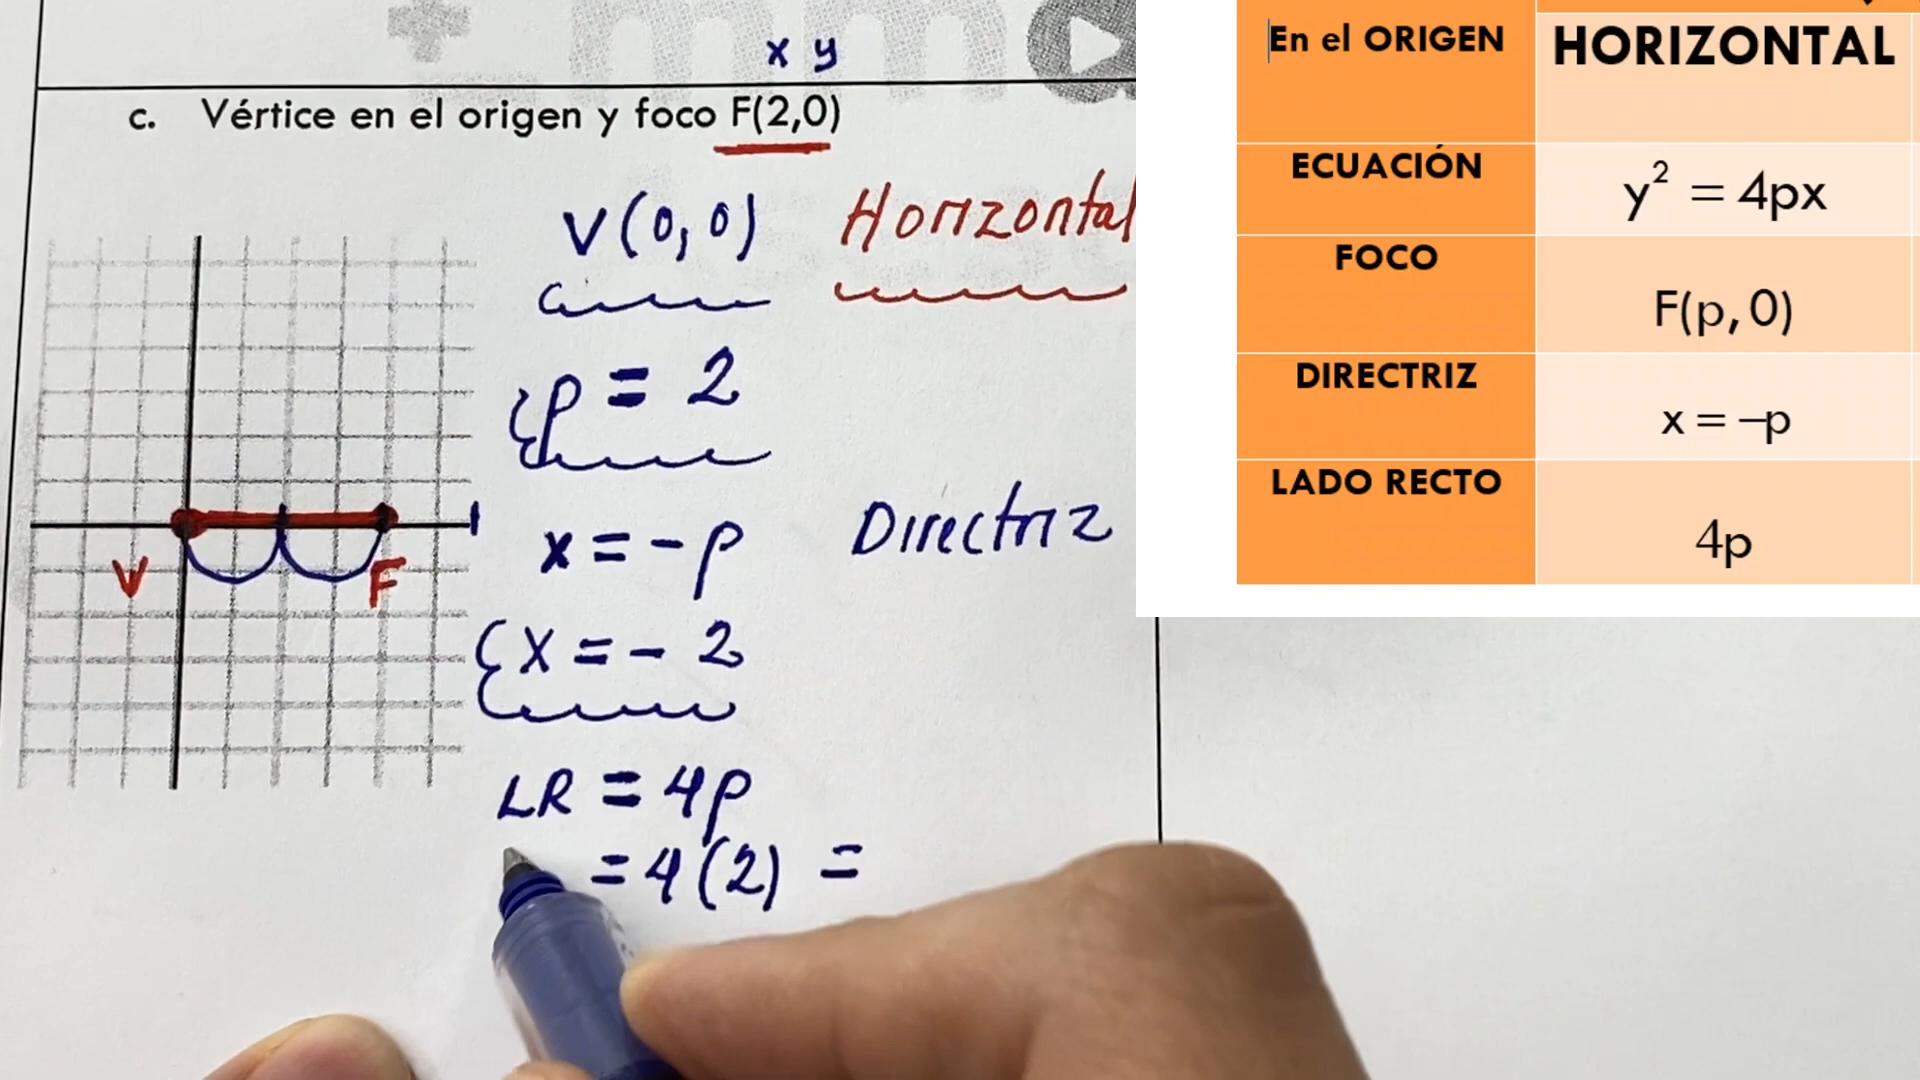 x y
c. Vértice en el origen y foco F(2,0)
V(0,0) Horizontal
p = 2
x = -p Directriz
x = - 2
LR = 4p
= 4(2) =
V
F
En el ORIGEN HORIZONTAL
ECUACIÓN y² = 4px
FOCO F(p,0)
DIRECTRIZ x = –p
LADO RECTO 4p